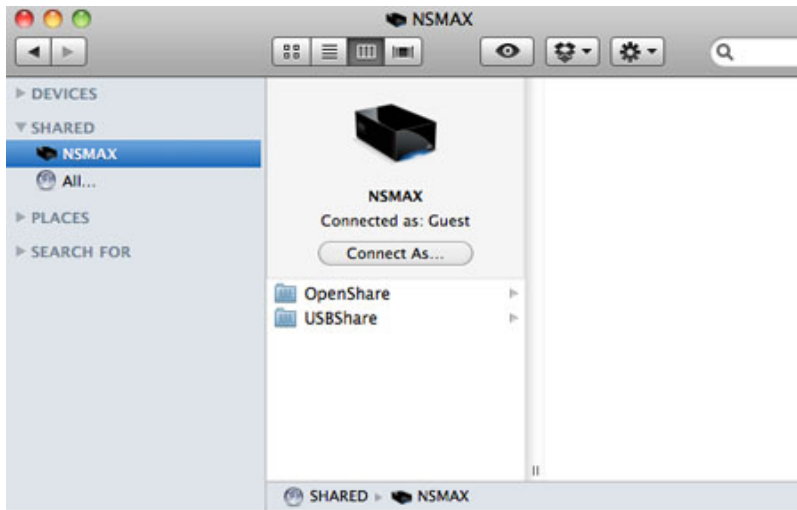 NSMAX
DEVICES
SHARED
NSMAX
All...
PLACES
SEARCH FOR
NSMAX
Connected as: Guest
Connect As...
OpenShare
USBShare
SHARED NSMAX